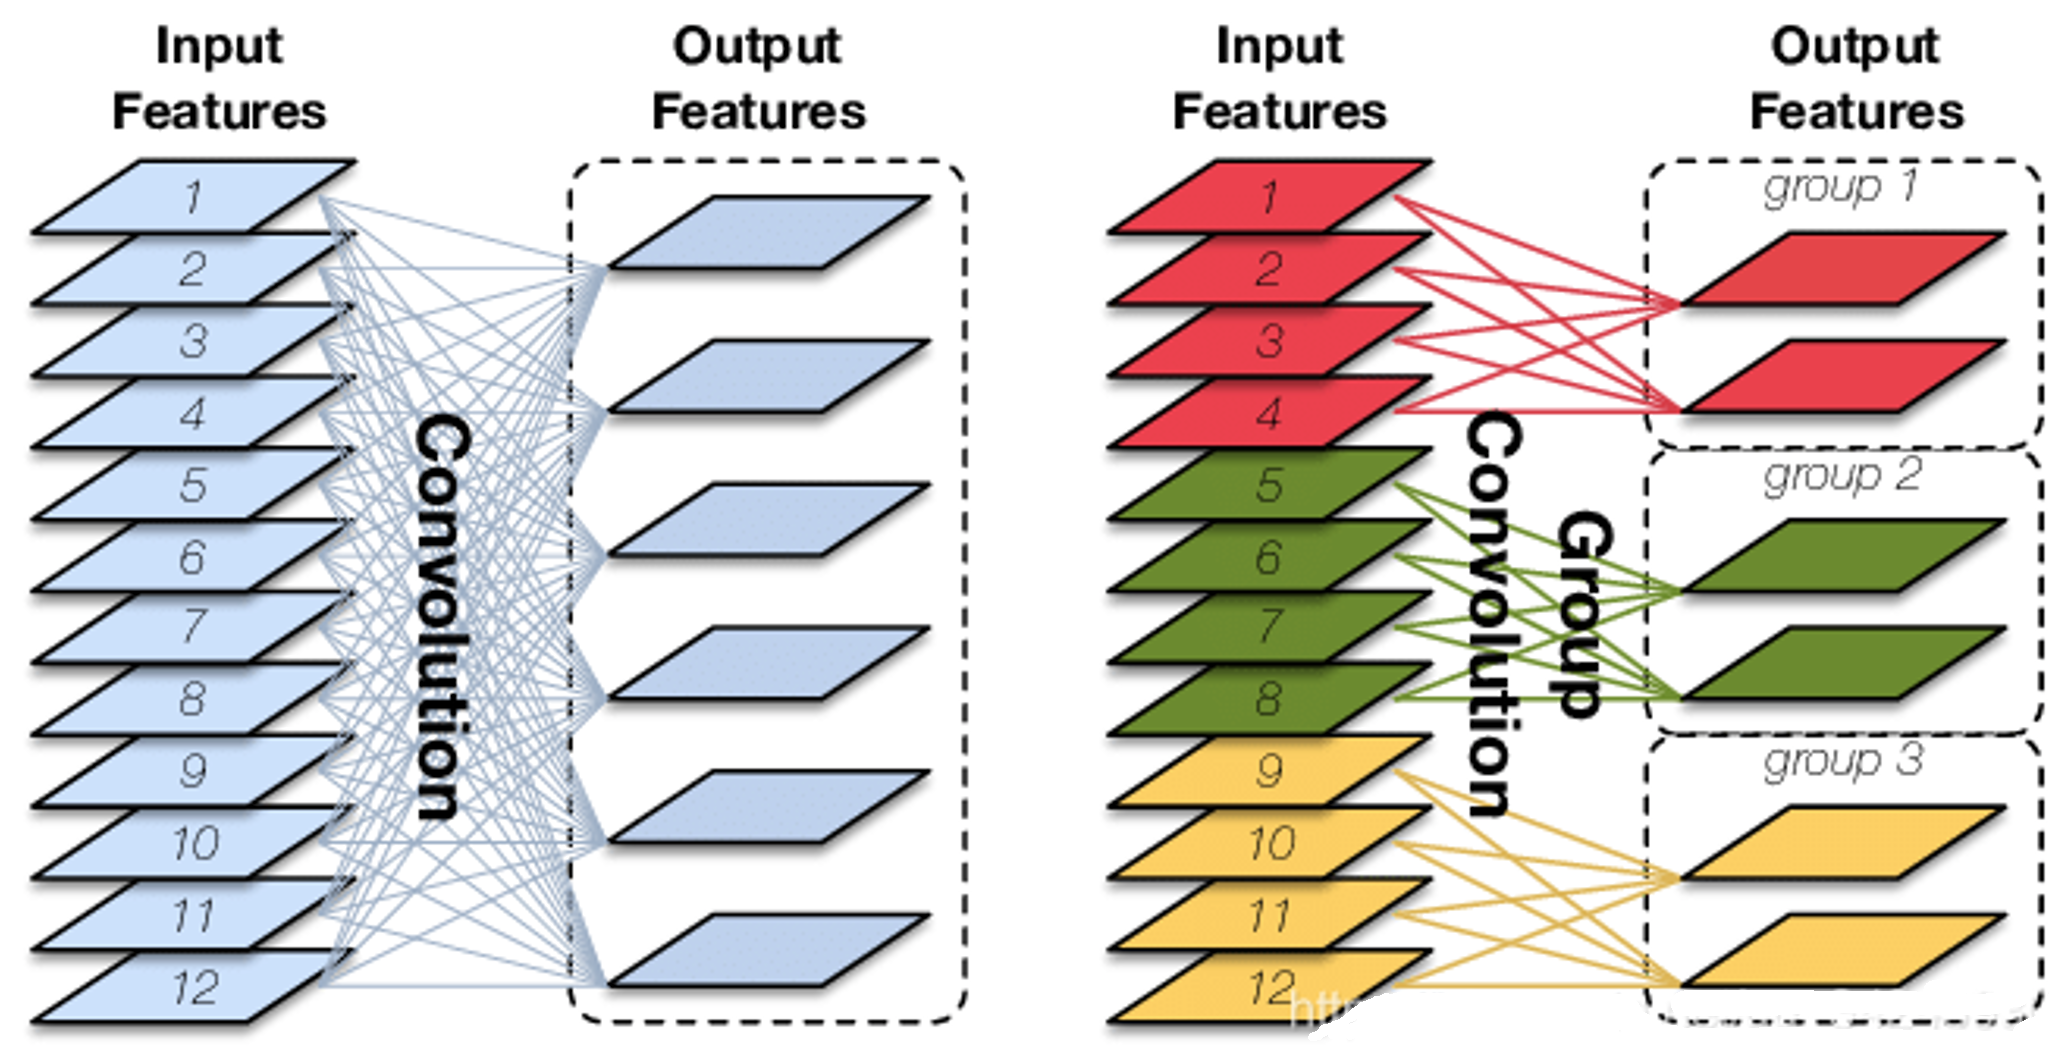 Input
Features
Output
Features
1
2
3
4
5
6
7
8
9
10
11
12
Convolution
Input
Features
Output
Features
1
2
3
4
5
6
7
8
9
10
11
12
Convolution
Group
group 1
group 2
group 3